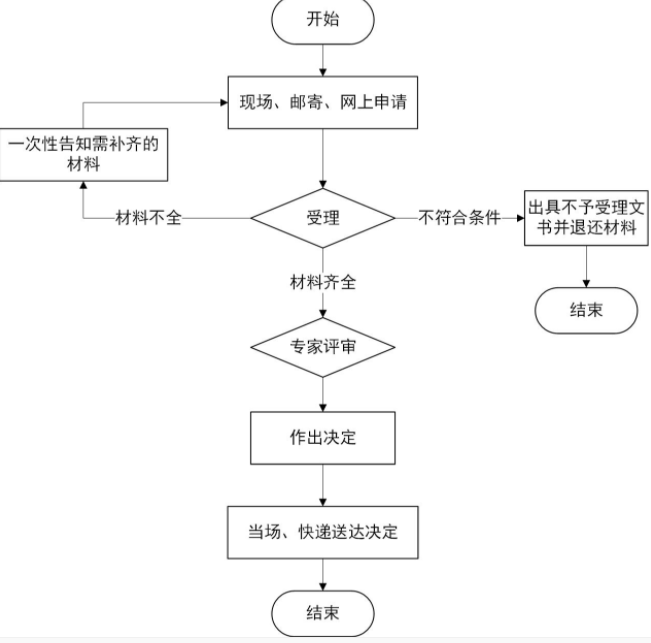 开始
现场、邮寄、网上申请
一次性告知需补齐的
材料
材料不全
受理
不符合条件
出具不予受理文
书并退还材料
结束
材料齐全
专家评审
作出决定
当场、快递送达决定
结束